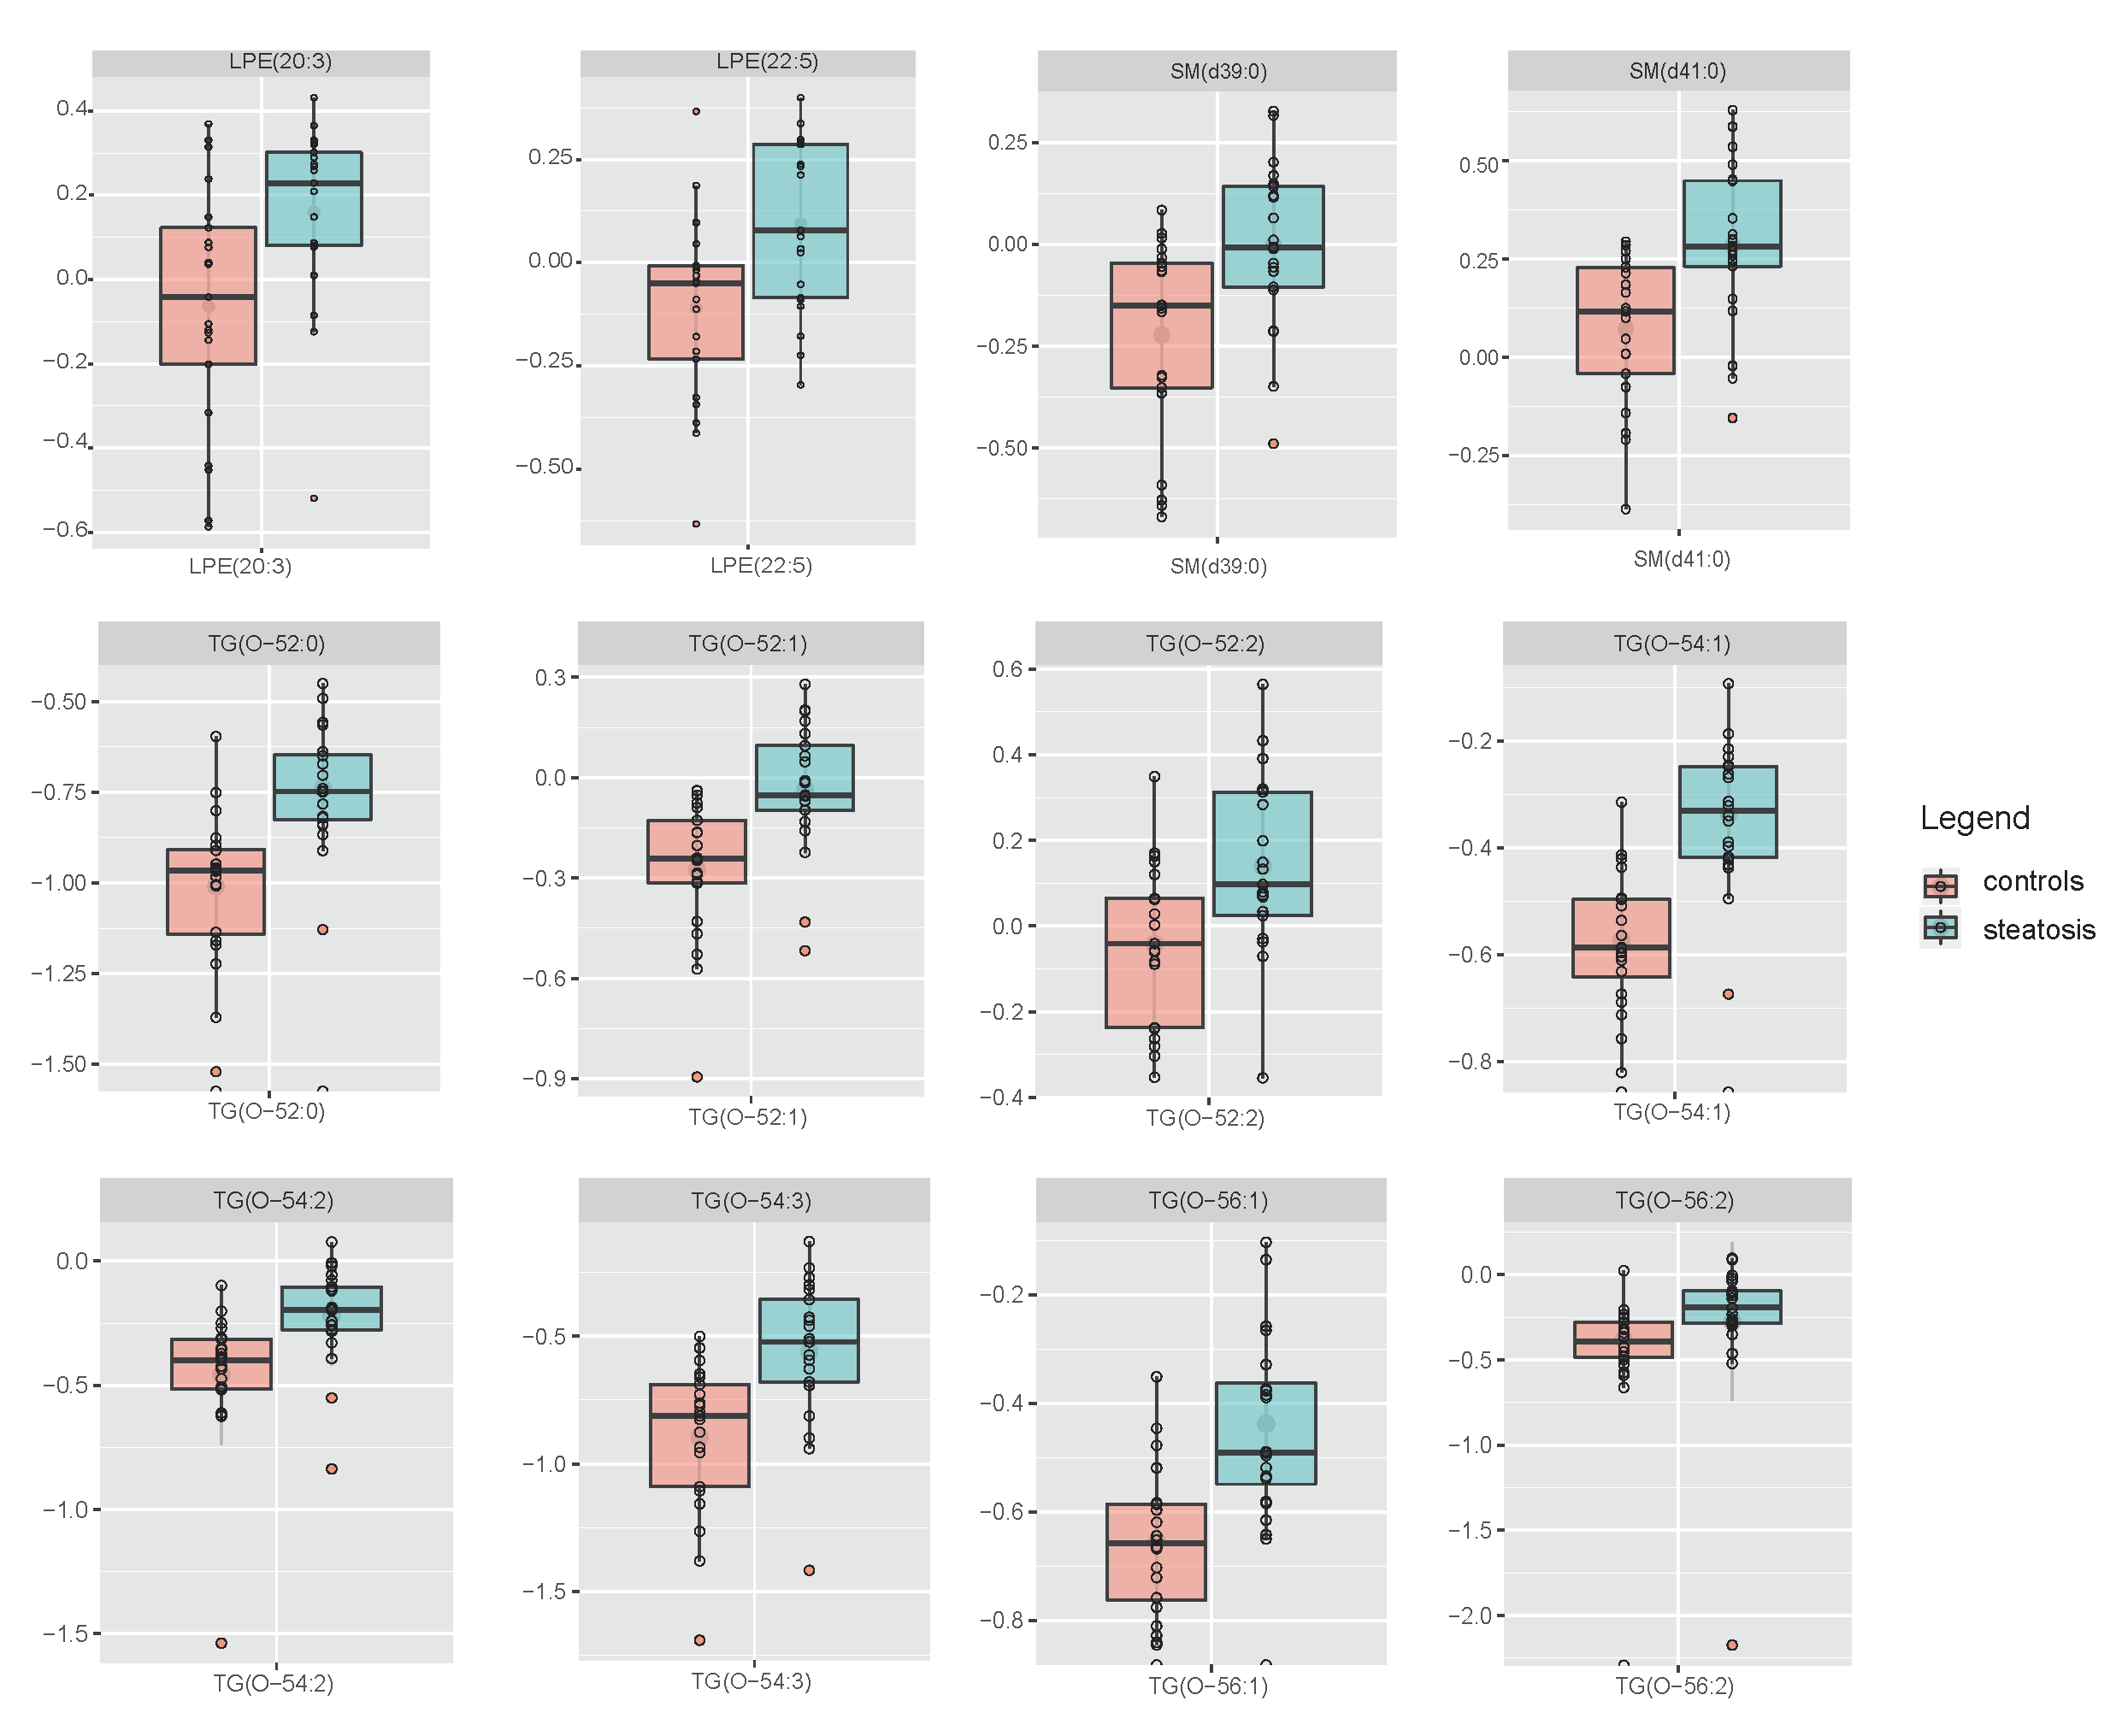 LPE(20:3)
0.4
0.2
0.0
−0.2
−0.4
−0.6
LPE(20:3)
LPE(22:5)
0.25
0.00
−0.25
−0.50
LPE(22:5)
SM(d39:0)
0.25
0.00
−0.25
−0.50
SM(d39:0)
SM(d41:0)
0.50
0.25
0.00
−0.25
SM(d41:0)
TG(O−52:0)
−0.50
−0.75
−1.00
−1.25
−1.50
TG(O−52:0)
TG(O−52:1)
0.3
0.0
−0.3
−0.6
−0.9
TG(O−52:1)
TG(O−52:2)
0.6
0.4
0.2
0.0
−0.2
−0.4
TG(O−52:2)
TG(O−54:1)
−0.2
−0.4
−0.6
−0.8
TG(O−54:1)
Legend
controls
steatosis
TG(O−54:2)
0.0
−0.5
−1.0
−1.5
TG(O−54:2)
TG(O−54:3)
−0.5
−1.0
−1.5
TG(O−54:3)
TG(O−56:1)
−0.2
−0.4
−0.6
−0.8
TG(O−56:1)
TG(O−56:2)
0.0
−0.5
−1.0
−1.5
−2.0
TG(O−56:2)